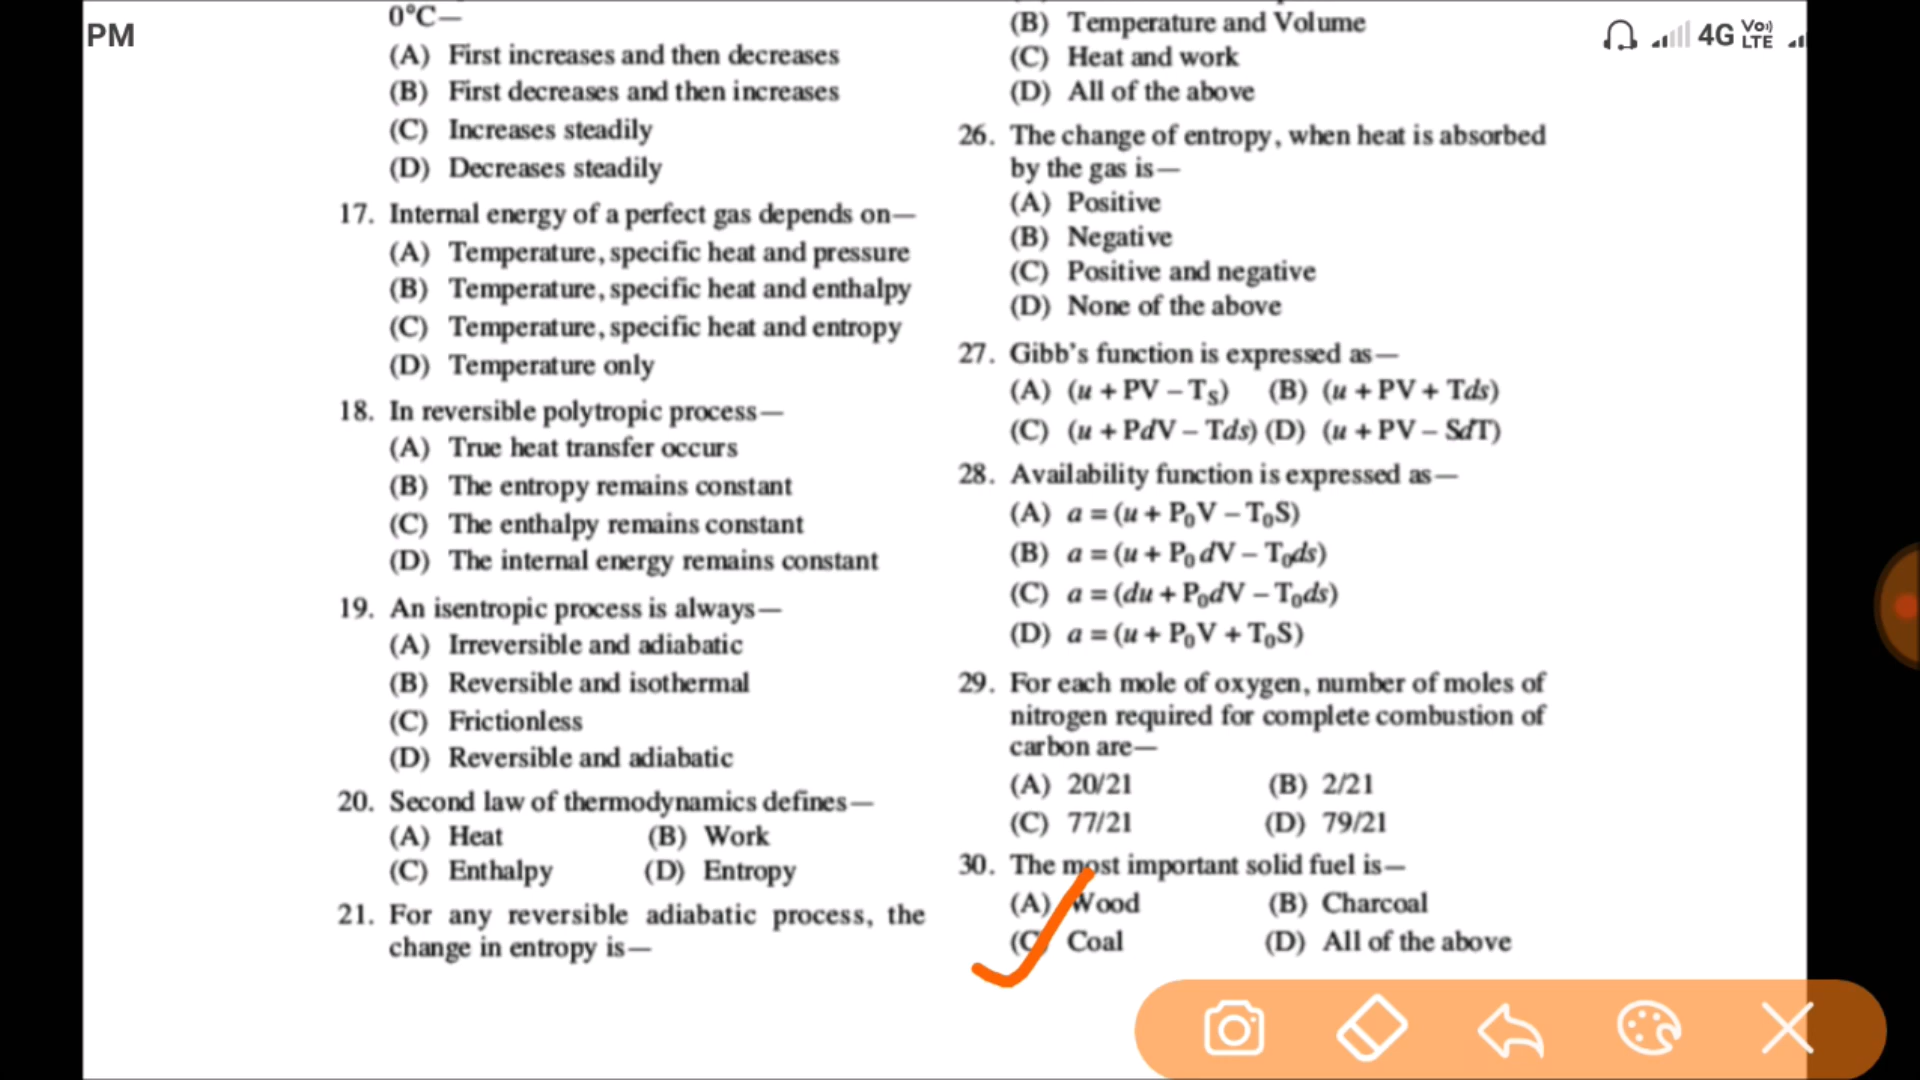 PM
4G VoI) LTE
0°C—
(A) First increases and then decreases
(B) First decreases and then increases
(C) Increases steadily
(D) Decreases steadily
17. Internal energy of a perfect gas depends on—
(A) Temperature, specific heat and pressure
(B) Temperature, specific heat and enthalpy
(C) Temperature, specific heat and entropy
(D) Temperature only
18. In reversible polytropic process—
(A) True heat transfer occurs
(B) The entropy remains constant
(C) The enthalpy remains constant
(D) The internal energy remains constant
19. An isentropic process is always—
(A) Irreversible and adiabatic
(B) Reversible and isothermal
(C) Frictionless
(D) Reversible and adiabatic
20. Second law of thermodynamics defines—
(A) Heat (B) Work
(C) Enthalpy (D) Entropy
21. For any reversible adiabatic process, the
change in entropy is—
(B) Temperature and Volume
(C) Heat and work
(D) All of the above
26. The change of entropy, when heat is absorbed
by the gas is—
(A) Positive
(B) Negative
(C) Positive and negative
(D) None of the above
27. Gibb's function is expressed as—
(A) (u + PV – T_S) (B) (u + PV + Tds)
(C) (u + PdV – Tds) (D) (u + PV – SdT)
28. Availability function is expressed as—
(A) a = (u + P₀V – T₀S)
(B) a = (u + P₀ dV – T₀ds)
(C) a = (du + P₀dV – T₀ds)
(D) a = (u + P₀V + T₀S)
29. For each mole of oxygen, number of moles of
nitrogen required for complete combustion of
carbon are—
(A) 20/21 (B) 2/21
(C) 77/21 (D) 79/21
30. The most important solid fuel is—
(A) Wood (B) Charcoal
(C) Coal (D) All of the above